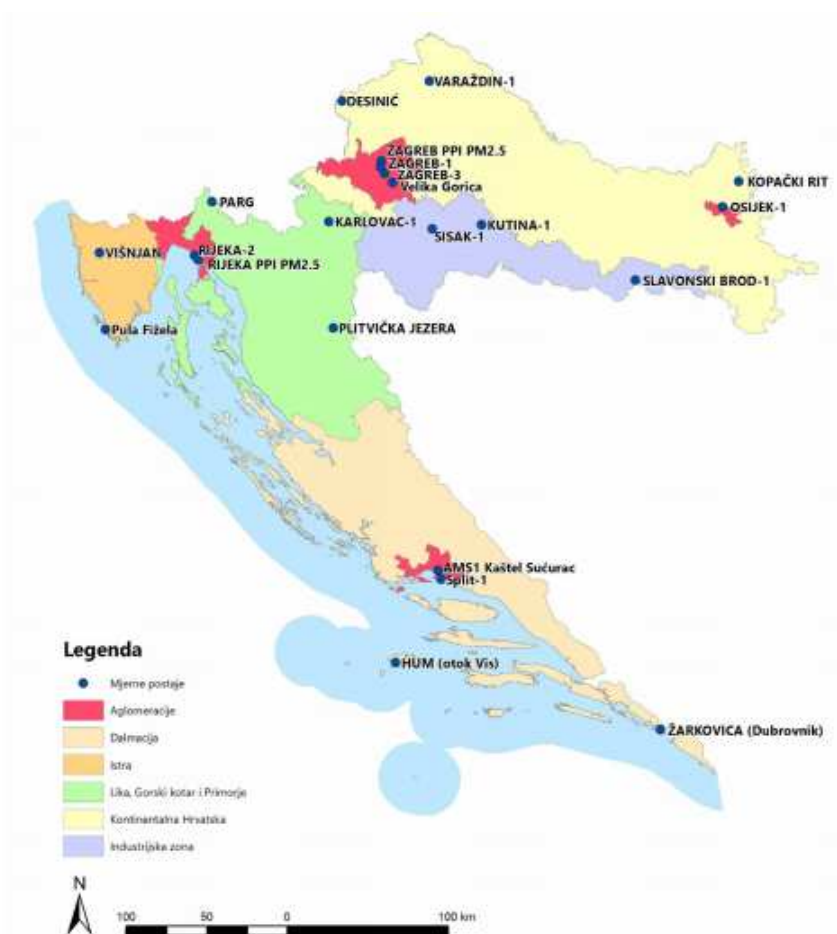 VARAŽDIN-1
DESINIĆ
ZAGREB PPI PM2.5
ZAGREB-1
ZAGREB-3
Velika Gorica
KOPAČKI RIT
PARG
OSIJEK-1
KARLOVAC-1
KUTINA-1
SISAK-1
RIJEKA-2
VIŠNJAN
RIJEKA PPI PM2.5
SLAVONSKI BROD-1
Pula Fižela
PLITVIČKA JEZERA
AMS1 Kaštel Sućurac
Split-1
HUM (otok Vis)
ŽARKOVICA (Dubrovnik)
Legenda
Mjerne postaje
Aglomeracije
Dalmacija
Istra
Lika, Gorski kotar i Primorje
Kontinentalna Hrvatska
Industrijska zona
N
100 50 0 100 km